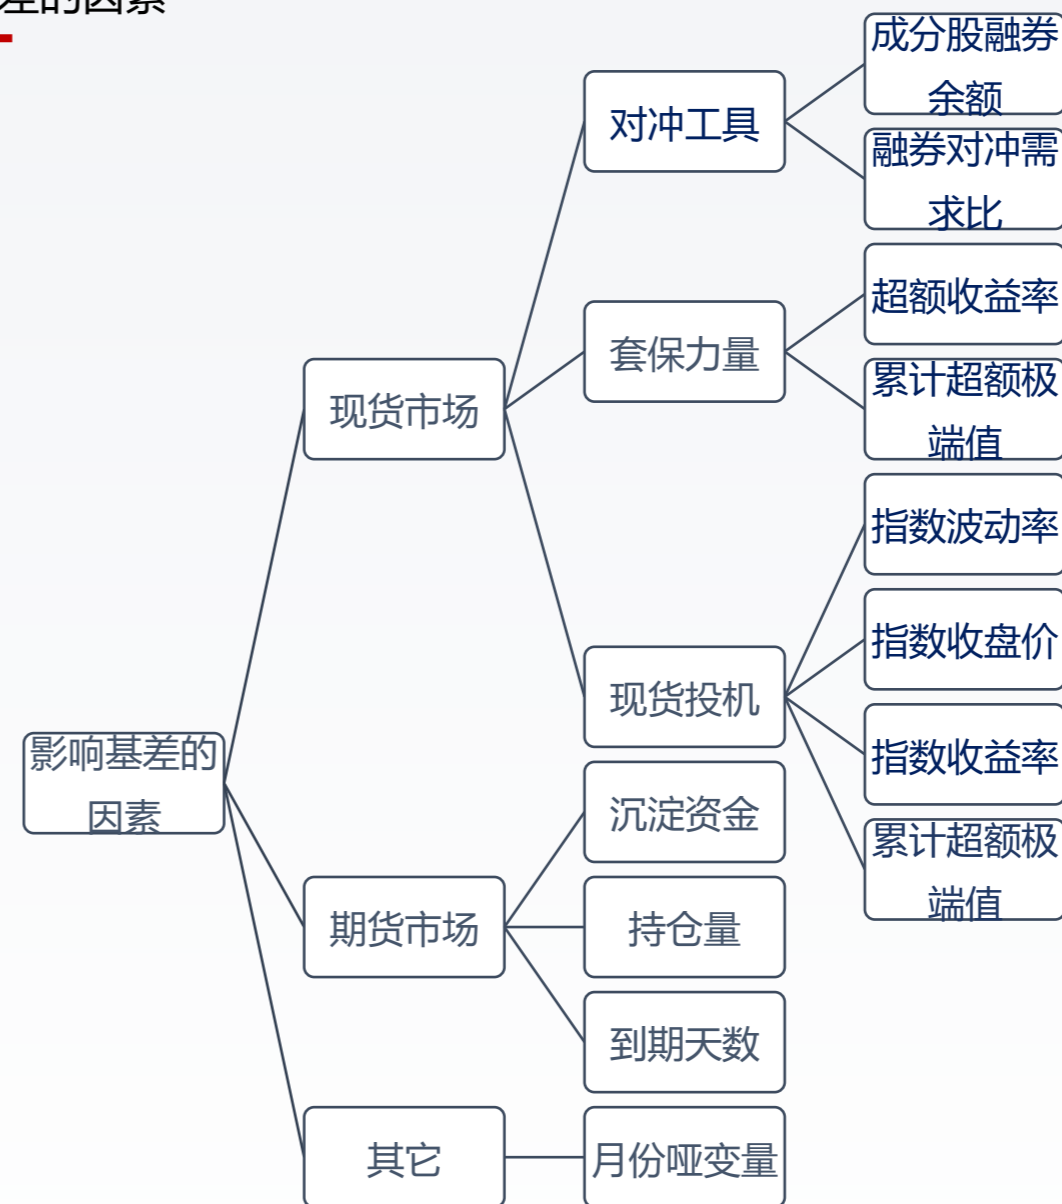 差的因素
成分股融券
余额
对冲工具
融券对冲需
求比
超额收益率
套保力量
累计超额极
端值
现货市场
指数波动率
指数收盘价
现货投机
指数收益率
影响基差的
因素
沉淀资金
累计超额极
端值
期货市场
持仓量
到期天数
其它
月份哑变量